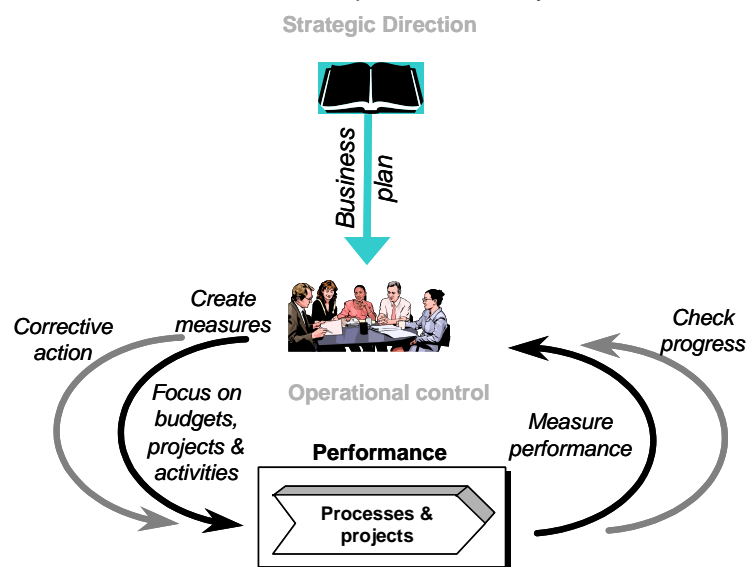 Strategic Direction
Business
plan
Create
measures
Corrective
action
Check
progress
Focus on
budgets,
projects &
activities
Operational control
Measure
performance
Performance
Processes &
projects